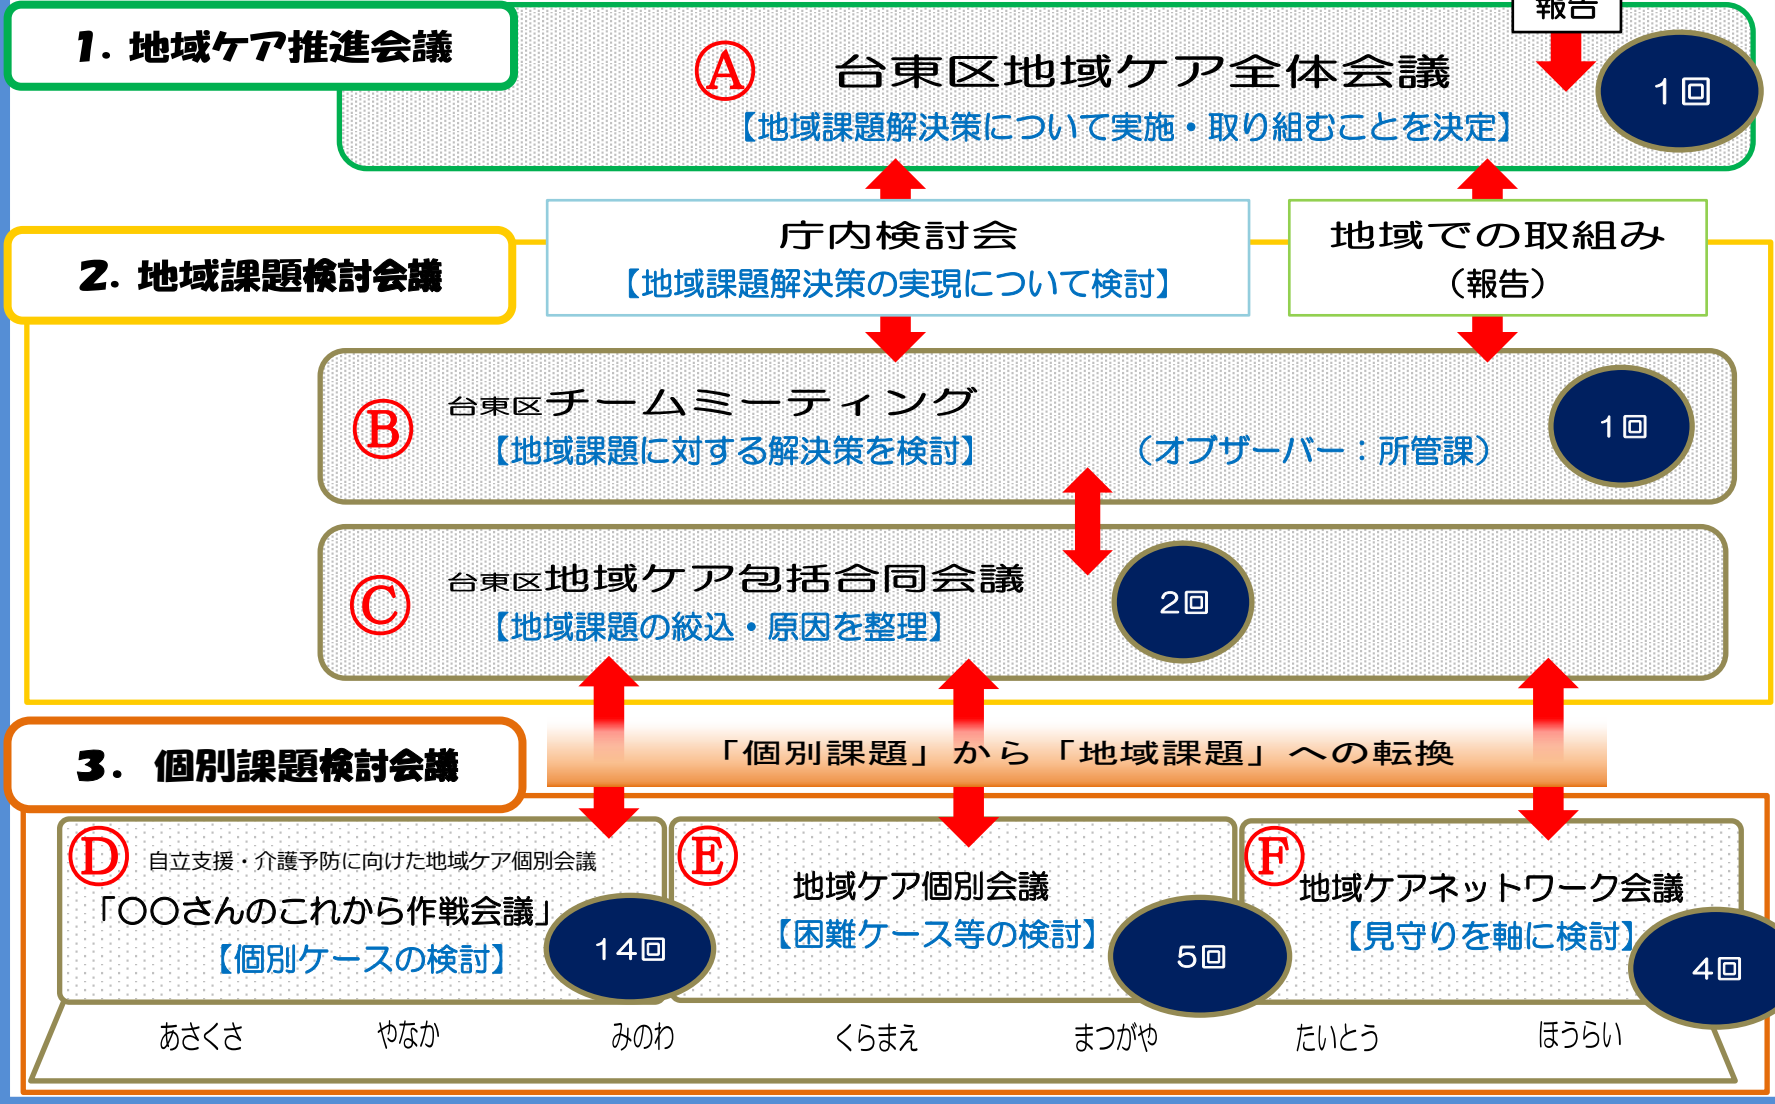 報告
1. 地域ケア推進会議
Ⓐ 台東区地域ケア全体会議
1回
【地域課題解決策について実施・取り組むことを決定】
庁内検討会
【地域課題解決策の実現について検討】
地域での取組み
(報告)
2. 地域課題検討会議
Ⓑ 台東区チームミーティング
【地域課題に対する解決策を検討】 (オブザーバー:所管課)
1回
Ⓒ 台東区地域ケア包括合同会議
【地域課題の絞込・原因を整理】
2回
「個別課題」から「地域課題」への転換
3. 個別課題検討会議
Ⓓ 自立支援・介護予防に向けた地域ケア個別会議
「〇〇さんのこれから作戦会議」
【個別ケースの検討】
14回
Ⓔ
地域ケア個別会議
【困難ケース等の検討】
5回
Ⓕ
地域ケアネットワーク会議
【見守りを軸に検討】
4回
あさくさ やなか みのわ くらまえ まつがや たいとう ほうらい